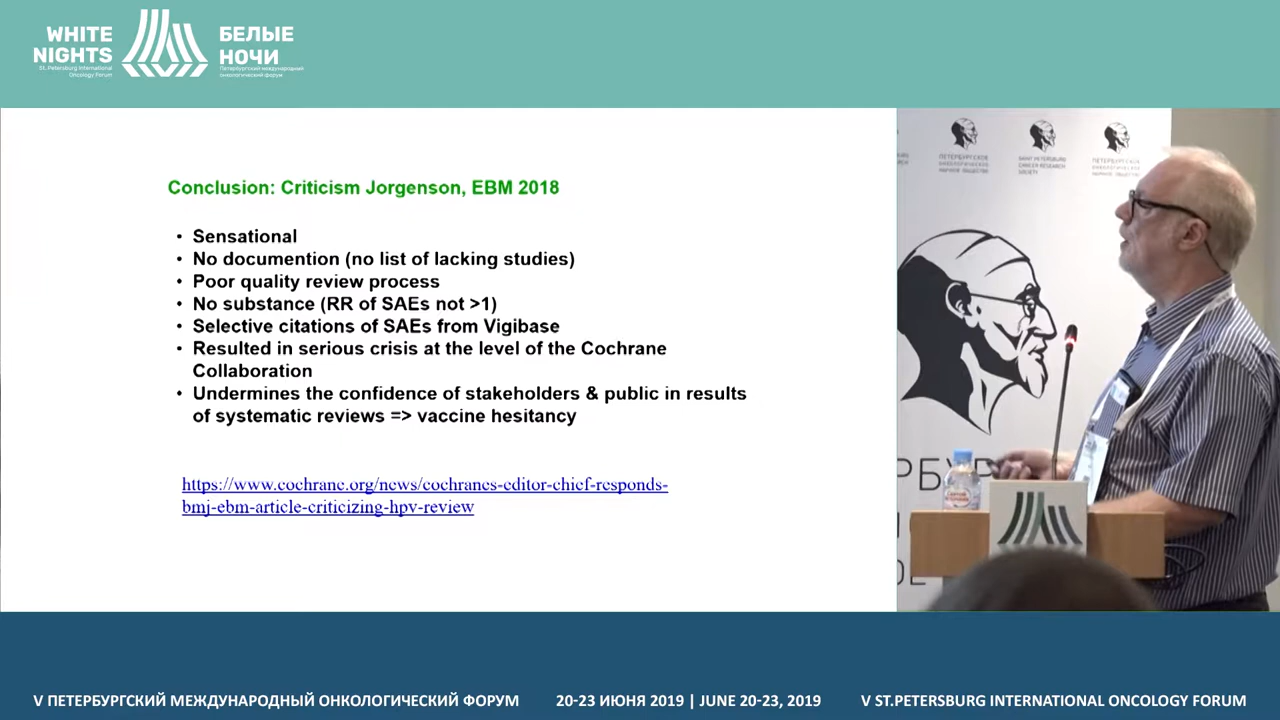 WHITE
NIGHTS
St. Petersburg International
Oncology Forum
БЕЛЫЕ
НОЧИ
Петербургский международный
онкологический форум
Conclusion: Criticism Jorgenson, EBM 2018
• Sensational
• No documention (no list of lacking studies)
• Poor quality review process
• No substance (RR of SAEs not >1)
• Selective citations of SAEs from Vigibase
• Resulted in serious crisis at the level of the Cochrane
Collaboration
• Undermines the confidence of stakeholders & public in results
of systematic reviews => vaccine hesitancy
https://www.cochrane.org/news/cochranes-editor-chief-responds-
bmj-ebm-article-criticizing-hpv-review
ПЕТЕРБУРГСКОЕ
ОНКОЛОГИЧЕСКОЕ
НАУЧНОЕ ОБЩЕСТВО
SAINT PETERSBURG
CANCER RESEARCH
SOCIETY
ПЕТЕРБУРГСКОЕ
V ПЕТЕРБУРГСКИЙ МЕЖДУНАРОДНЫЙ ОНКОЛОГИЧЕСКИЙ ФОРУМ
20-23 ИЮНЯ 2019 | JUNE 20-23, 2019
V ST.PETERSBURG INTERNATIONAL ONCOLOGY FORUM